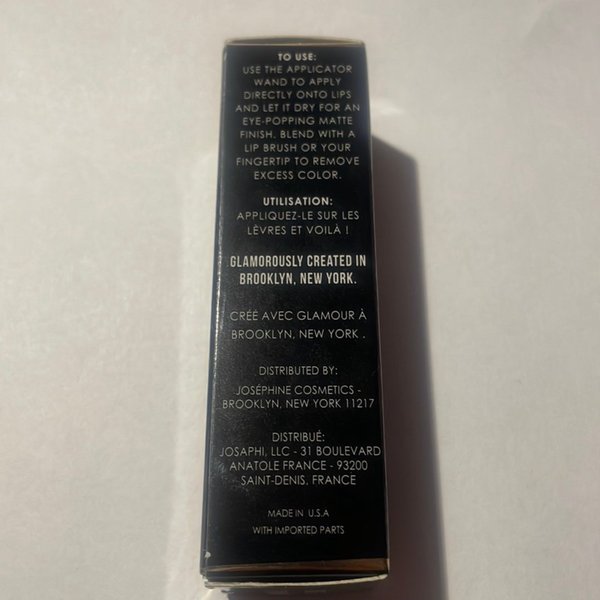 TO USE:
USE THE APPLICATOR
WAND TO APPLY
DIRECTLY ONTO LIPS
AND LET IT DRY FOR AN
EYE-POPPING MATTE
FINISH. BLEND WITH A
LIP BRUSH OR YOUR
FINGERTIP TO REMOVE
EXCESS COLOR.
UTILISATION:
APPLIQUEZ-LE SUR LES
LÈVRES ET VOILÀ !
GLAMOROUSLY CREATED IN
BROOKLYN, NEW YORK.
CRÉÉ AVEC GLAMOUR À
BROOKLYN, NEW YORK .
DISTRIBUTED BY:
JOSÉPHINE COSMETICS -
BROOKLYN, NEW YORK 11217
DISTRIBUÉ:
JOSAPHI, LLC - 31 BOULEVARD
ANATOLE FRANCE - 93200
SAINT-DENIS, FRANCE
MADE IN U.S.A
WITH IMPORTED PARTS